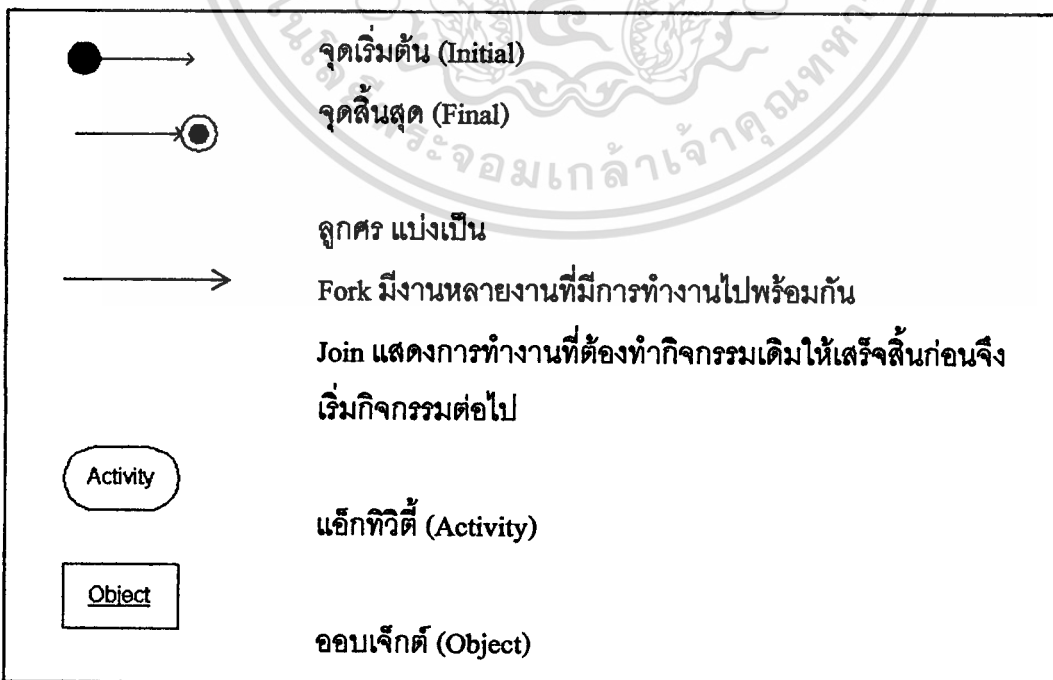 จุดเริ่มต้น (Initial)
จุดสิ้นสุด (Final)
ลูกศร แบ่งเป็น
Fork มีงานหลายงานที่มีการทำงานไปพร้อมกัน
Join แสดงการทำงานที่ต้องทำกิจกรรมเดิมให้เสร็จสิ้นก่อนจึง
เริ่มกิจกรรมต่อไป
Activity
แอ็กทิวิตี้ (Activity)
Object
ออบเจ็กต์ (Object)